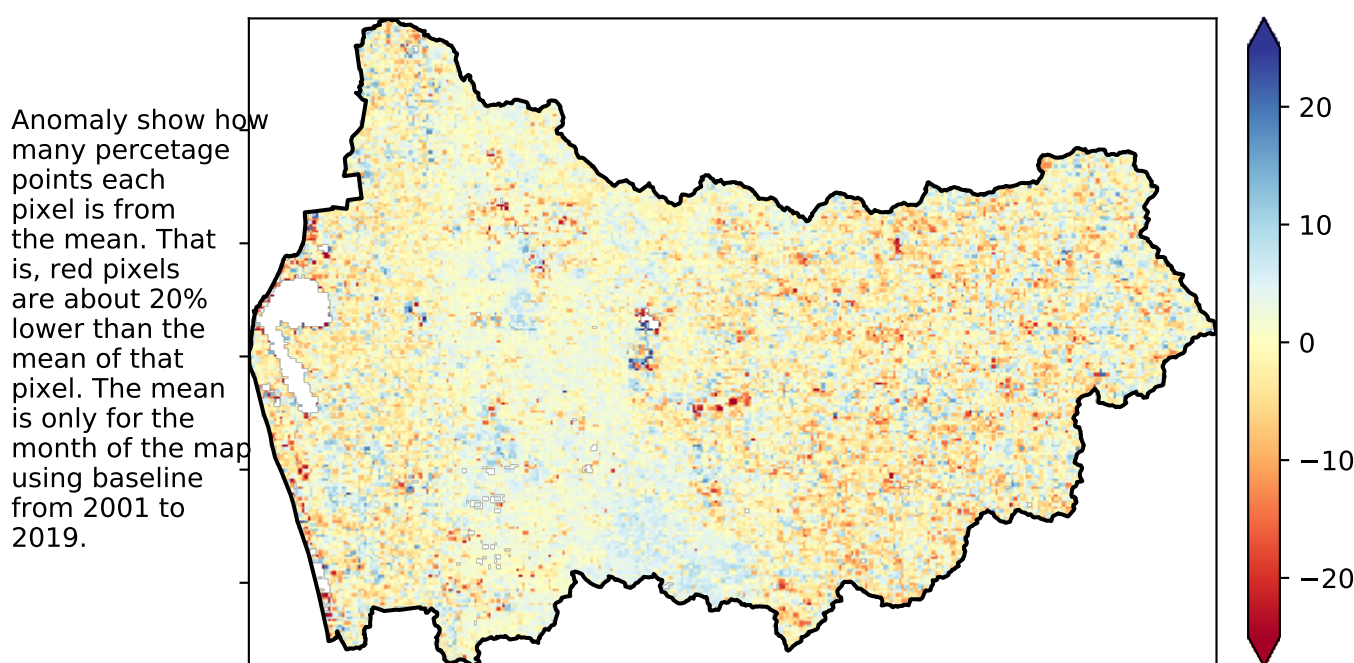 Anomaly show how
many percetage
points each
pixel is from
the mean. That
is, red pixels
are about 20%
lower than the
mean of that
pixel. The mean
is only for the
month of the map
using baseline
from 2001 to
2019.
20
10
0
−10
−20